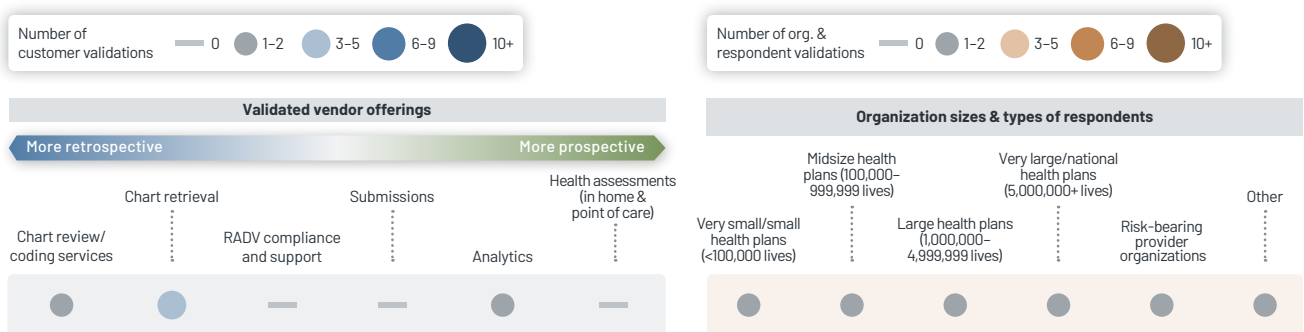 Number of
customer validations
0
1–2
3–5
6–9
10+
Number of org. &
respondent validations
0
1–2
3–5
6–9
10+
Validated vendor offerings
More retrospective
More prospective
Chart review/
coding services
Chart retrieval
RADV compliance
and support
Submissions
Analytics
Health assessments
(in home &
point of care)
Organization sizes & types of respondents
Very small/small
health plans
(<100,000 lives)
Midsize health
plans (100,000–
999,999 lives)
Large health plans
(1,000,000–
4,999,999 lives)
Very large/national
health plans
(5,000,000+ lives)
Risk-bearing
provider
organizations
Other